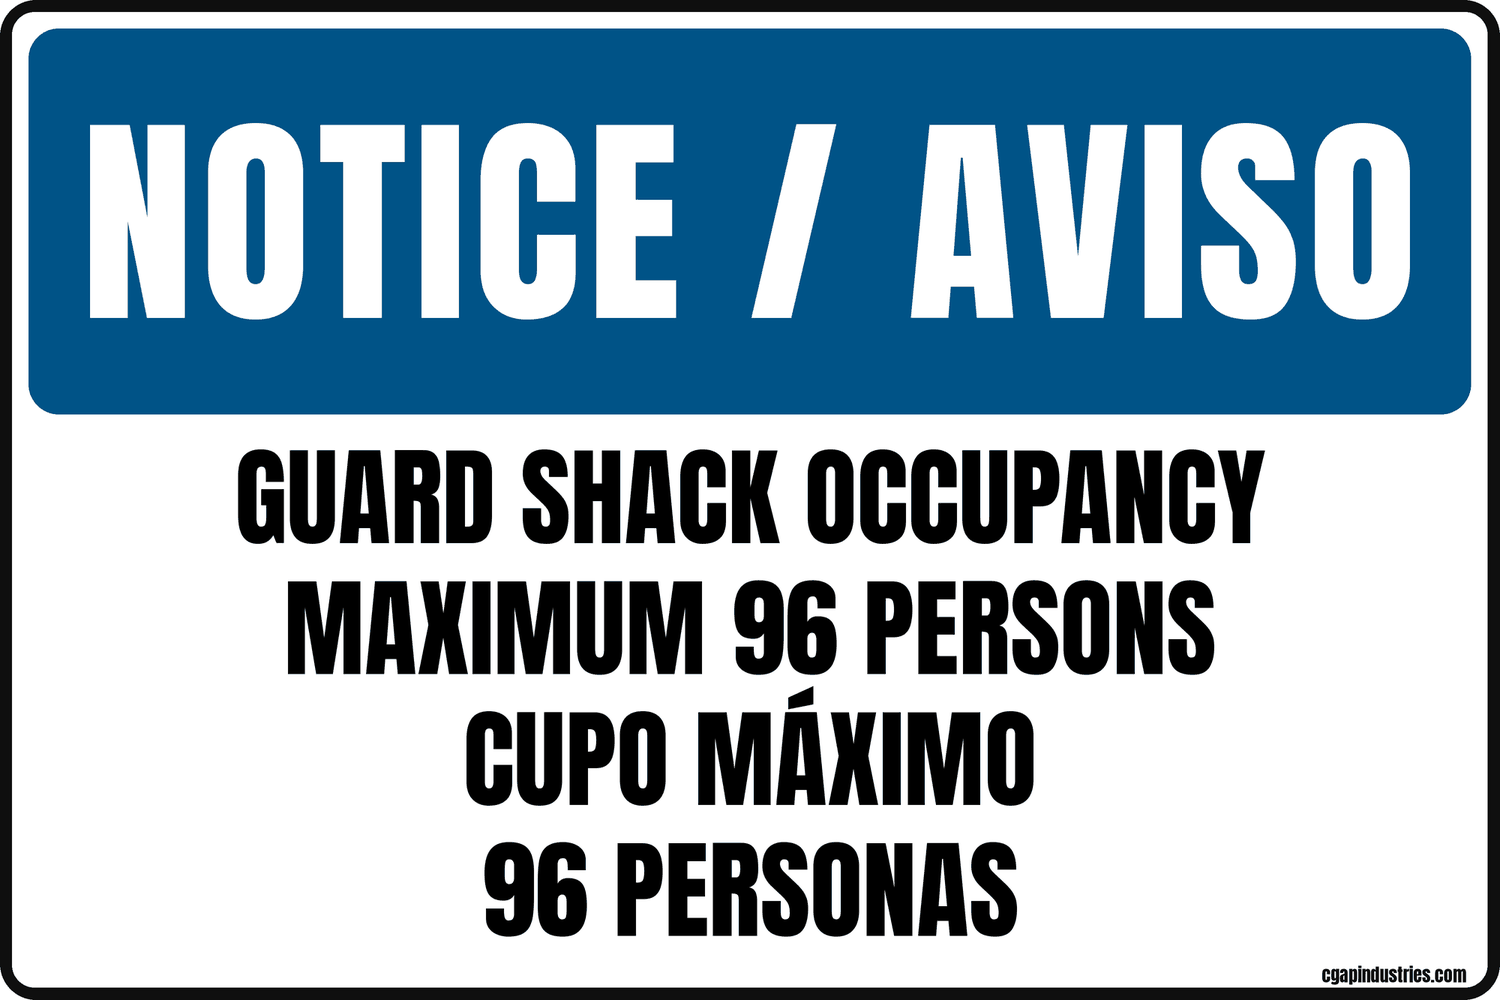 NOTICE / AVISO
GUARD SHACK OCCUPANCY
MAXIMUM 96 PERSONS
CUPO MÁXIMO
96 PERSONAS
cgapindustries.com